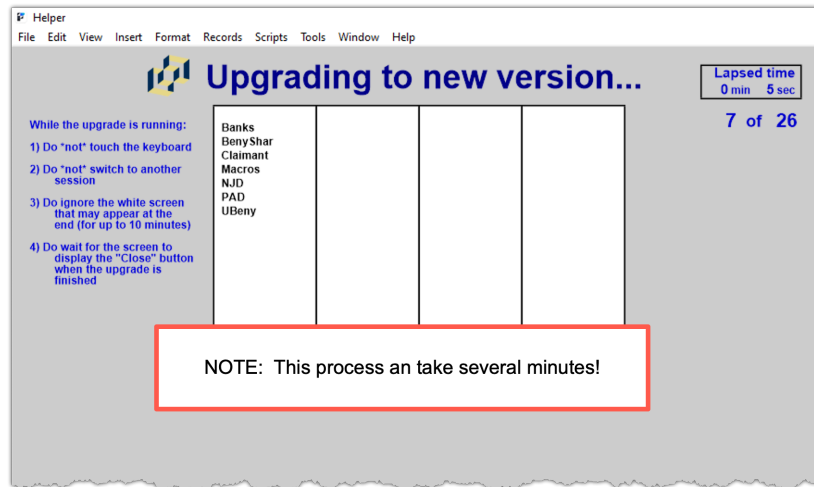 Helper
File Edit View Insert Format Records Scripts Tools Window Help
Upgrading to new version...
Lapsed time
0 min 5 sec
7 of 26
While the upgrade is running:
1) Do *not* touch the keyboard
2) Do *not* switch to another
session
3) Do ignore the white screen
that may appear at the
end (for up to 10 minutes)
4) Do wait for the screen to
display the "Close" button
when the upgrade is
finished
Banks
BenyShar
Claimant
Macros
NJD
PAD
UBeny
NOTE: This process an take several minutes!